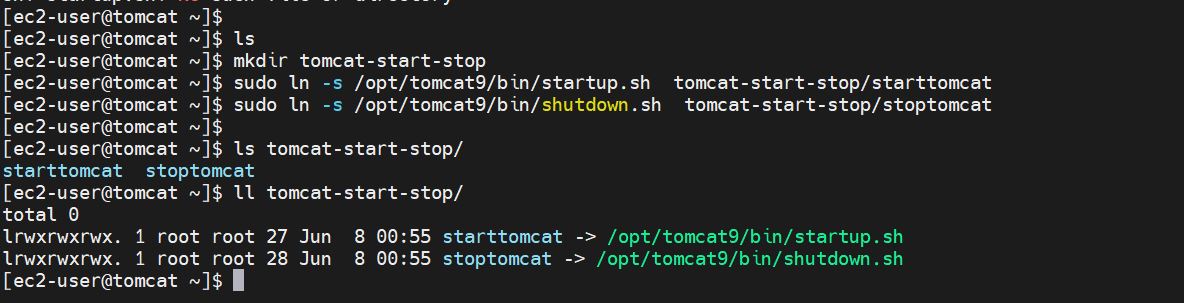 [ec2-user@tomcat ~]$
[ec2-user@tomcat ~]$ ls
[ec2-user@tomcat ~]$ mkdir tomcat-start-stop
[ec2-user@tomcat ~]$ sudo ln -s /opt/tomcat9/bin/startup.sh  tomcat-start-stop/starttomcat
[ec2-user@tomcat ~]$ sudo ln -s /opt/tomcat9/bin/shutdown.sh  tomcat-start-stop/stoptomcat
[ec2-user@tomcat ~]$
[ec2-user@tomcat ~]$ ls tomcat-start-stop/
starttomcat  stoptomcat
[ec2-user@tomcat ~]$ ll tomcat-start-stop/
total 0
lrwxrwxrwx. 1 root root 27 Jun  8 00:55 starttomcat -> /opt/tomcat9/bin/startup.sh
lrwxrwxrwx. 1 root root 28 Jun  8 00:55 stoptomcat -> /opt/tomcat9/bin/shutdown.sh
[ec2-user@tomcat ~]$